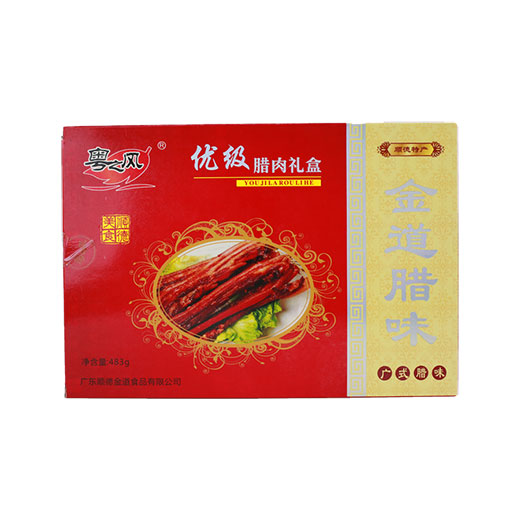 粤之风®
优级腊肉礼盒
YOUJILAROULIHE
顺德
美食
净含量:483g
广东顺德金道食品有限公司
顺德特产
金道腊味
广式腊味